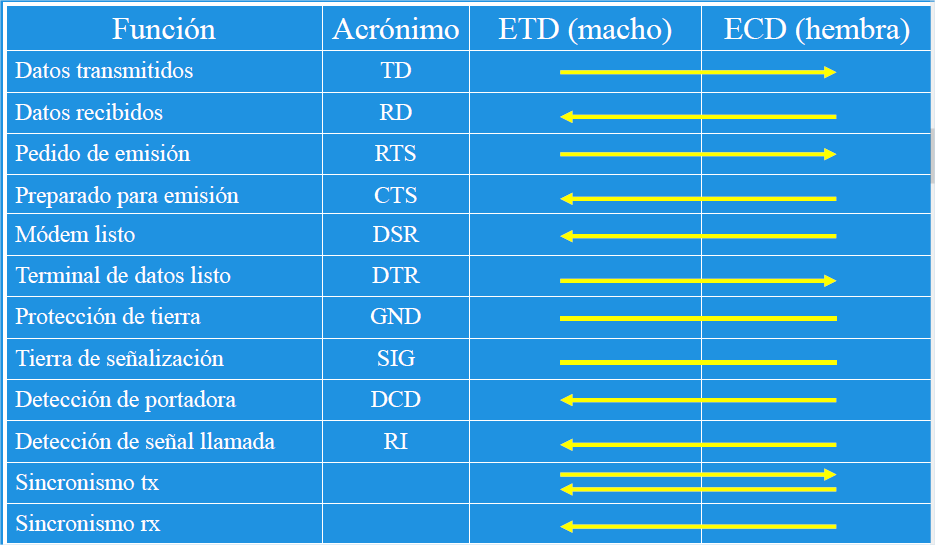 Función Acrónimo ETD (macho) ECD (hembra)
Datos transmitidos TD
Datos recibidos RD
Pedido de emisión RTS
Preparado para emisión CTS
Módem listo DSR
Terminal de datos listo DTR
Protección de tierra GND
Tierra de señalización SIG
Detección de portadora DCD
Detección de señal llamada RI
Sincronismo tx
Sincronismo rx